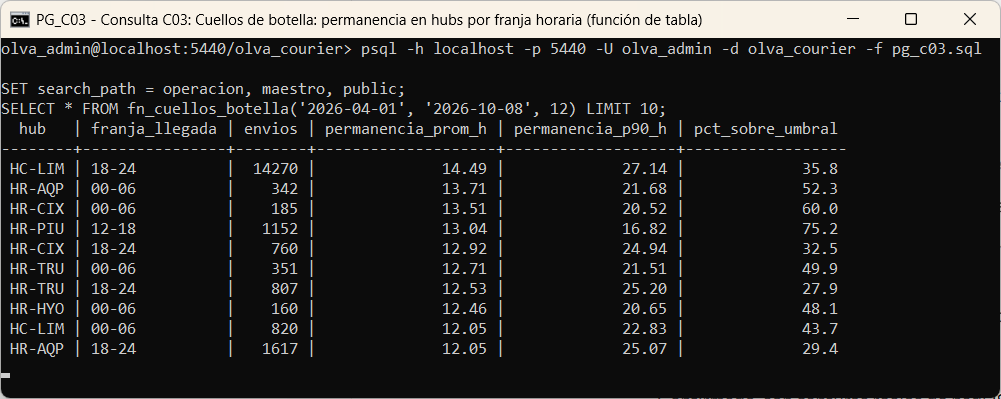 PG_C03 - Consulta C03: Cuellos de botella: permanencia en hubs por franja horaria (función de tabla)
olva_admin@localhost:5440/olva_courier> psql -h localhost -p 5440 -U olva_admin -d olva_courier -f pg_c03.sql
SET search_path = operacion, maestro, public;
SELECT * FROM fn_cuellos_botella('2026-04-01', '2026-10-08', 12) LIMIT 10;
  hub   | franja_llegada | envios | permanencia_prom_h | permanencia_p90_h | pct_sobre_umbral
--------+----------------+--------+--------------------+-------------------+------------------
 HC-LIM | 18-24          |  14270 |              14.49 |             27.14 |             35.8
 HR-AQP | 00-06          |    342 |              13.71 |             21.68 |             52.3
 HR-CIX | 00-06          |    185 |              13.51 |             20.52 |             60.0
 HR-PIU | 12-18          |   1152 |              13.04 |             16.82 |             75.2
 HR-CIX | 18-24          |    760 |              12.92 |             24.94 |             32.5
 HR-TRU | 00-06          |    351 |              12.71 |             21.51 |             49.9
 HR-TRU | 18-24          |    807 |              12.53 |             25.20 |             27.9
 HR-HYO | 00-06          |    160 |              12.46 |             20.65 |             48.1
 HC-LIM | 00-06          |    820 |              12.05 |             22.83 |             43.7
 HR-AQP | 18-24          |   1617 |              12.05 |             25.07 |             29.4